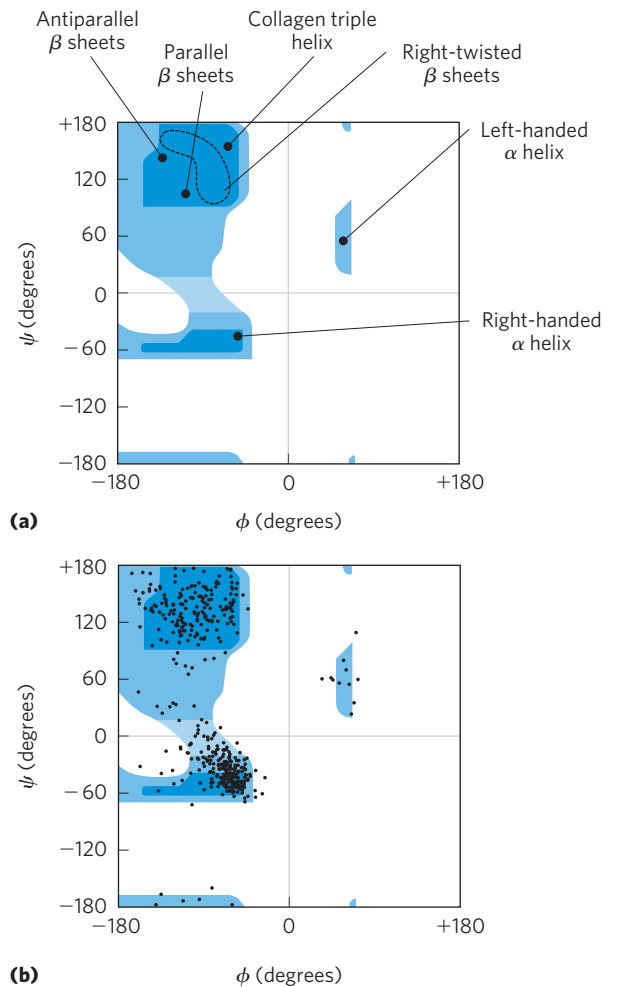 Antiparallel
β sheets
Parallel
β sheets
Collagen triple
helix
Right-twisted
β sheets
Left-handed
α helix
Right-handed
α helix
+180
120
60
0
−60
−120
−180
ψ (degrees)
−180
0
+180
(a)
ϕ (degrees)
+180
120
60
0
−60
−120
−180
ψ (degrees)
−180
0
+180
(b)
ϕ (degrees)